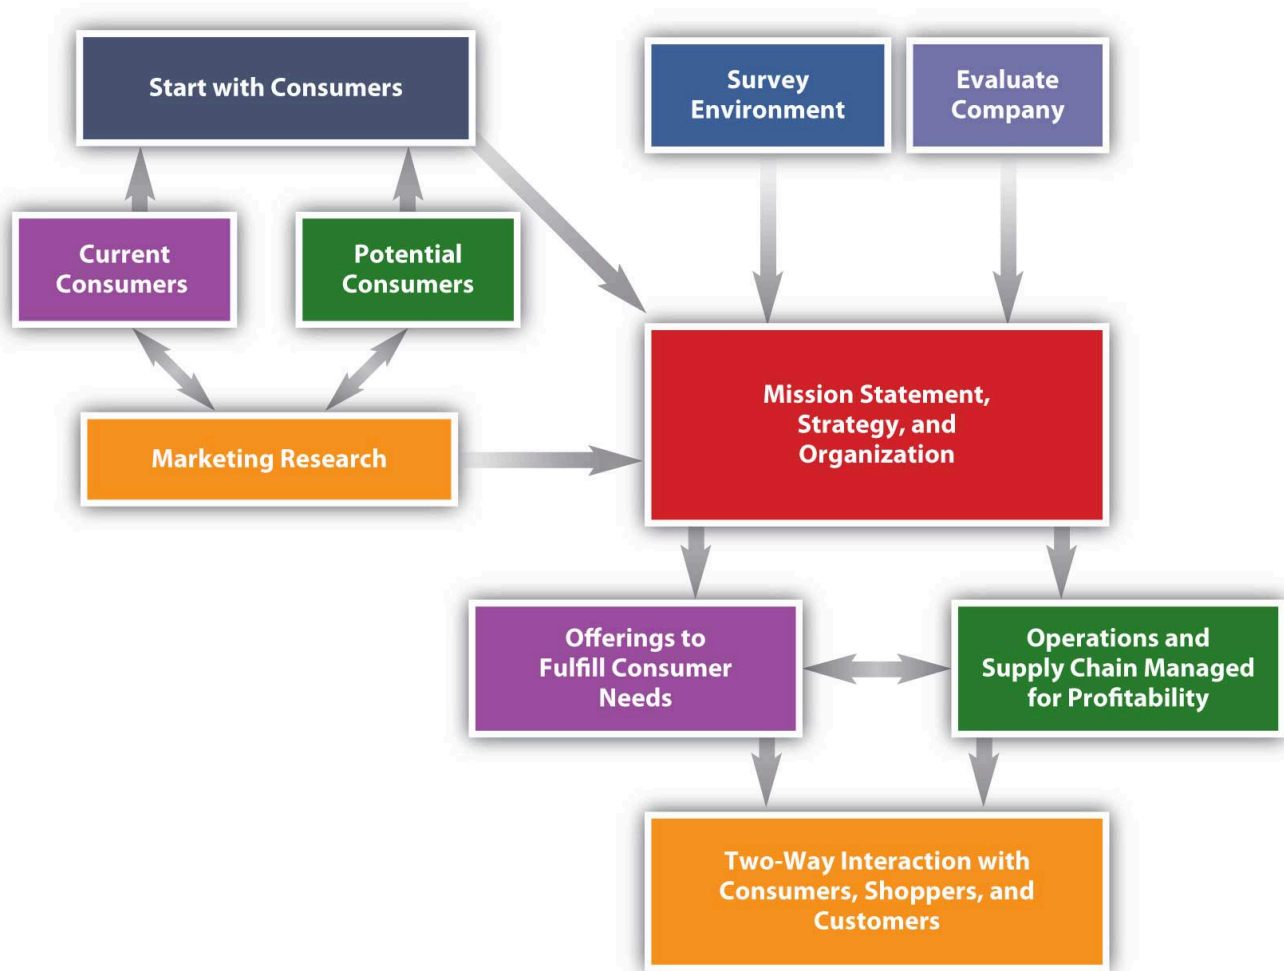 Start with Consumers
Survey
Environment
Evaluate
Company
Current
Consumers
Potential
Consumers
Marketing Research
Mission Statement,
Strategy, and
Organization
Offerings to
Fulfill Consumer
Needs
Operations and
Supply Chain Managed
for Profitability
Two-Way Interaction with
Consumers, Shoppers, and
Customers